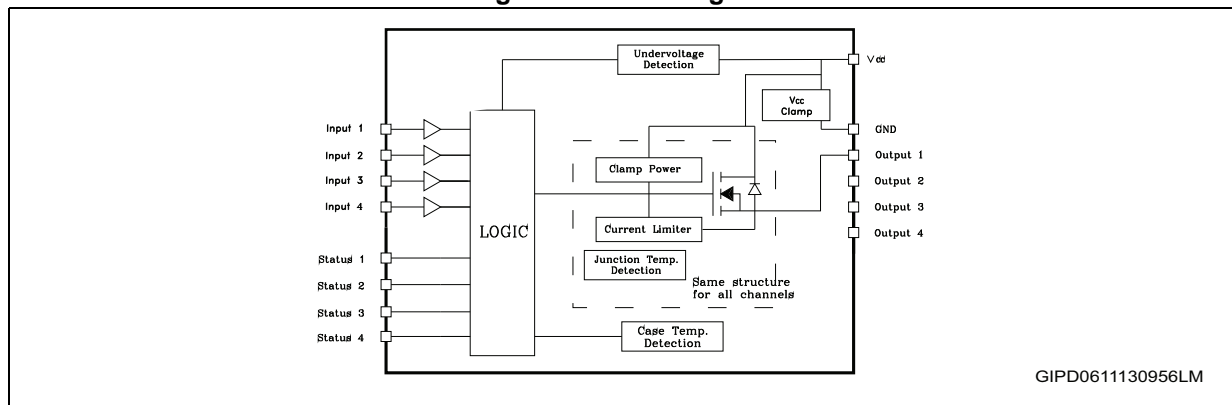 Undervoltage
Detection
Vdd
Vcc
Clamp
Input 1
GND
Input 2
Output 1
Clamp Power
Input 3
Output 2
Input 4
Output 3
LOGIC
Current Limiter
Output 4
Status 1
Junction Temp.
Detection
Status 2
Same structure
for all channels
Status 3
Status 4
Case Temp.
Detection
GIPD0611130956LM